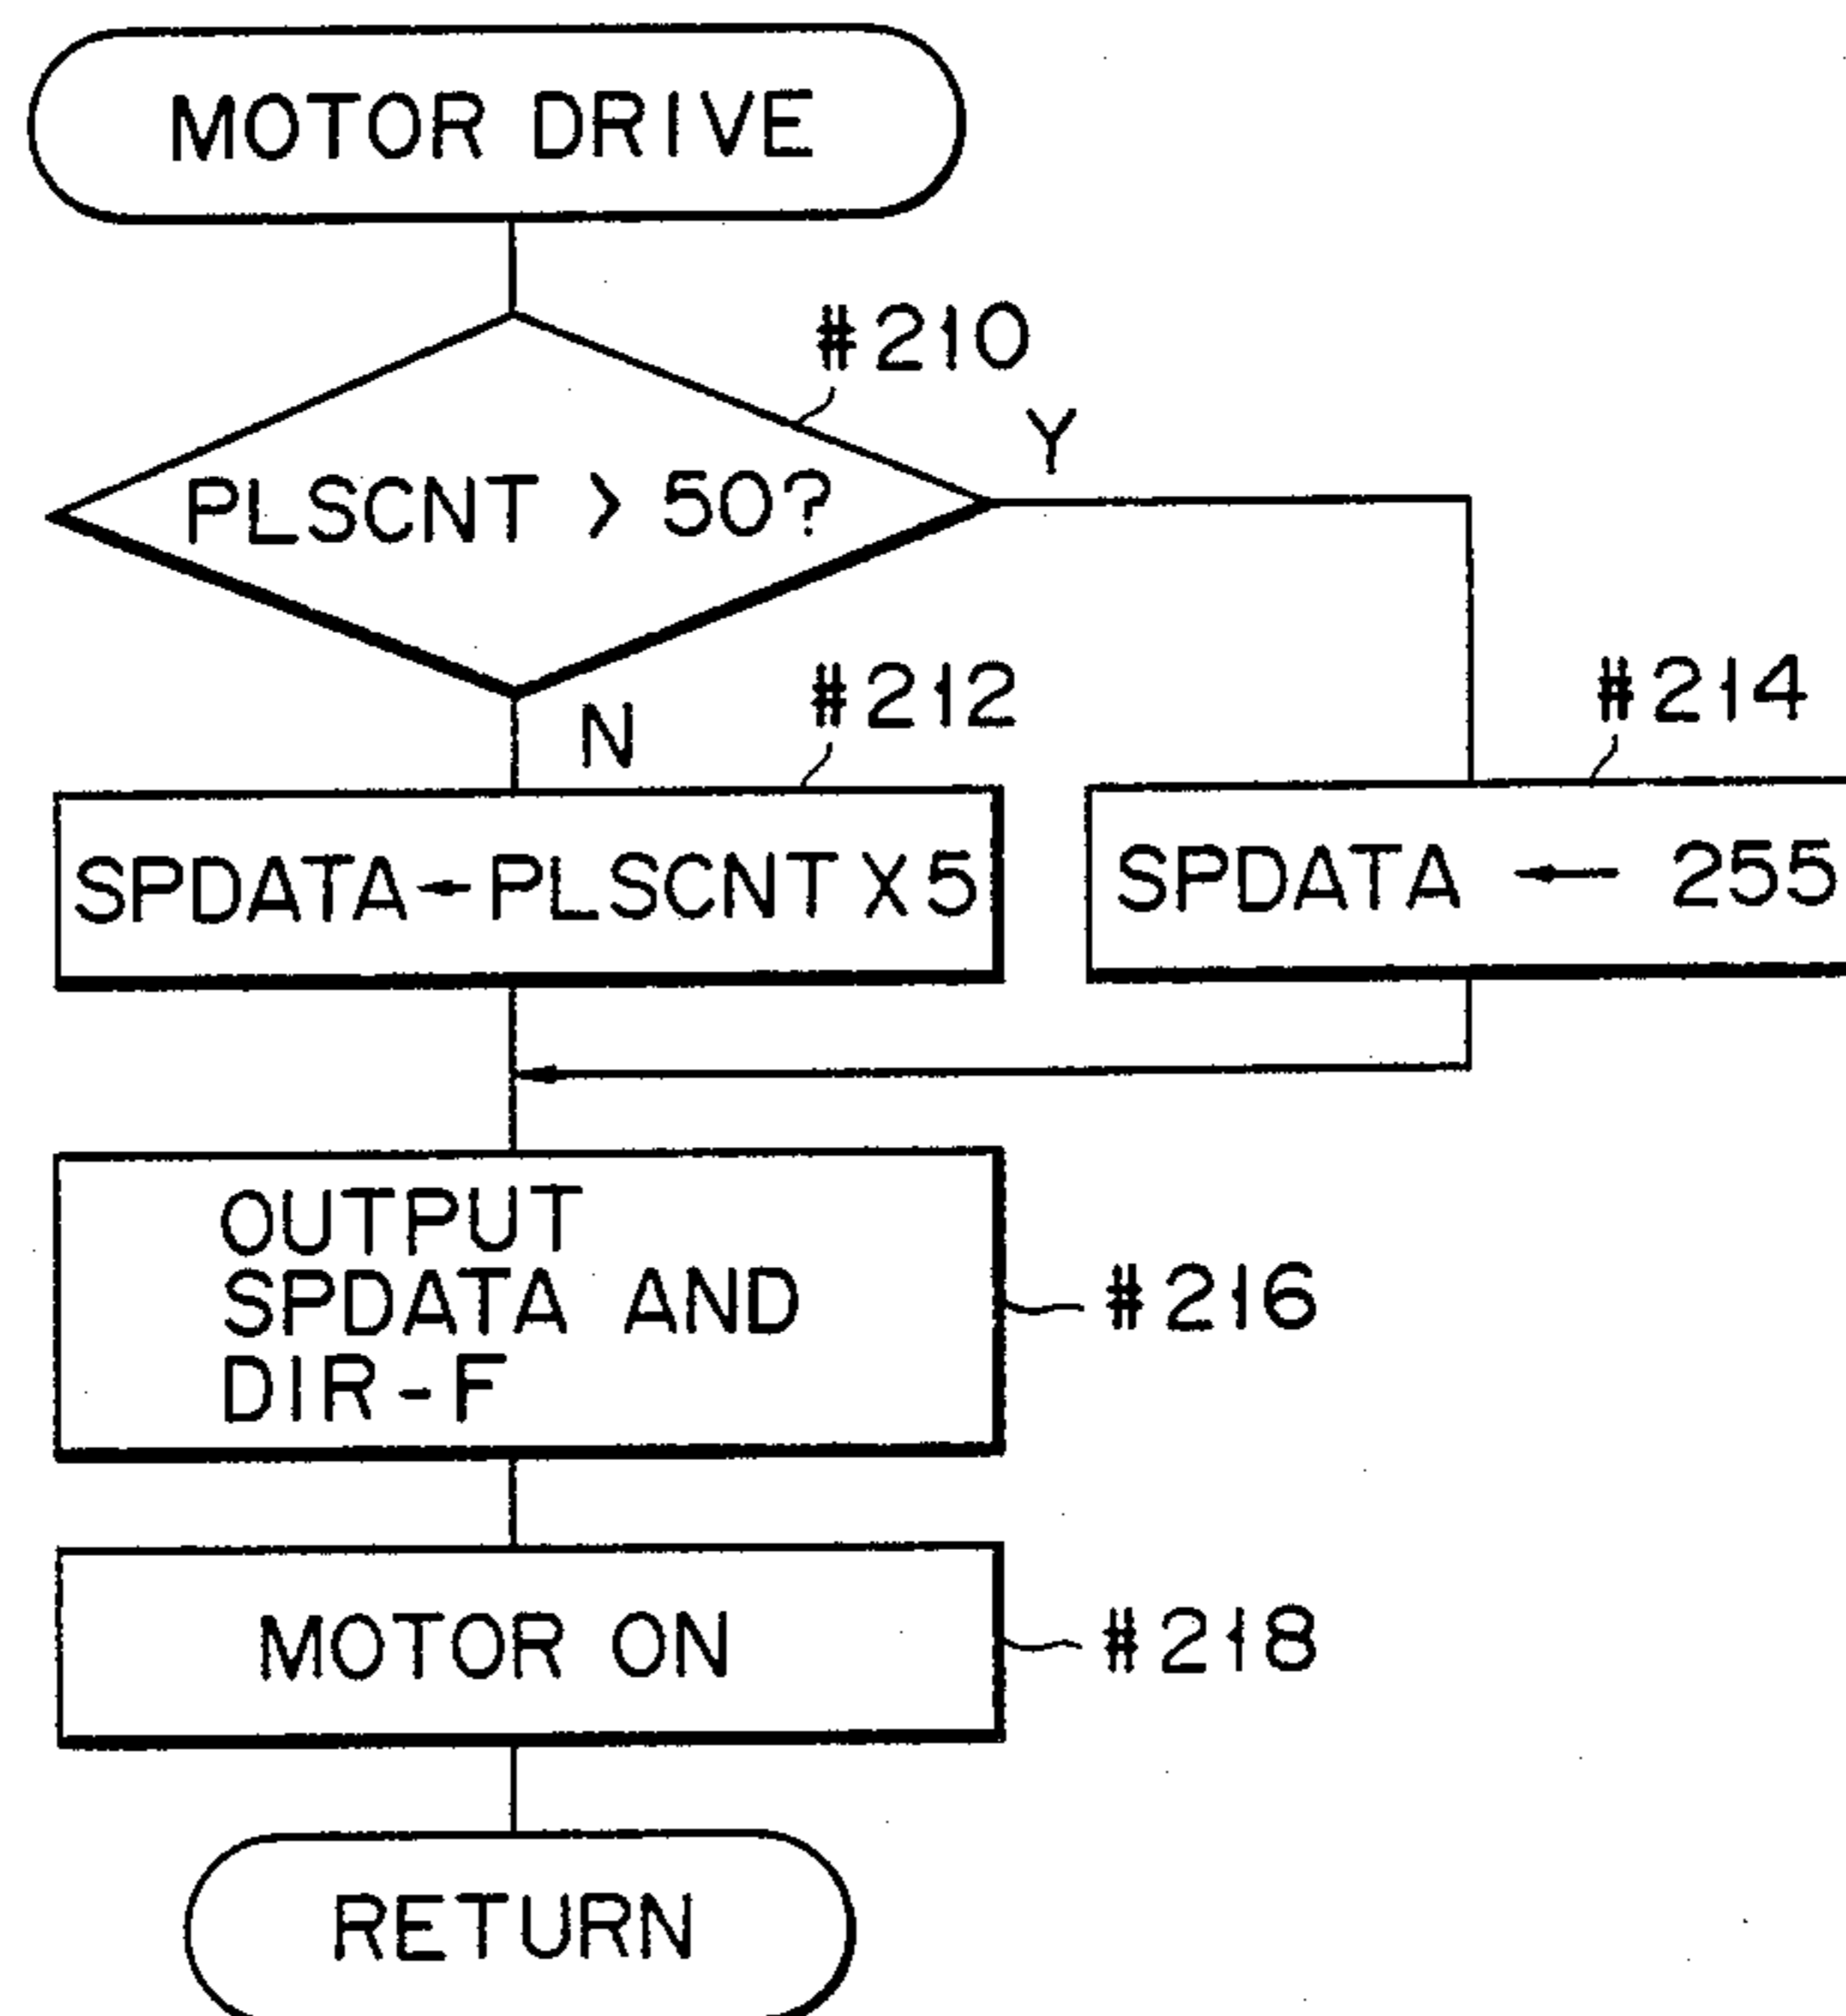 MOTOR DRIVE
#210
Y
PLSCNT > 50?
N
#212
#214
SPDATA←PLSCNT X5
SPDATA ← 255
OUTPUT
SPDATA AND
DIR-F
#216
MOTOR ON
#218
RETURN